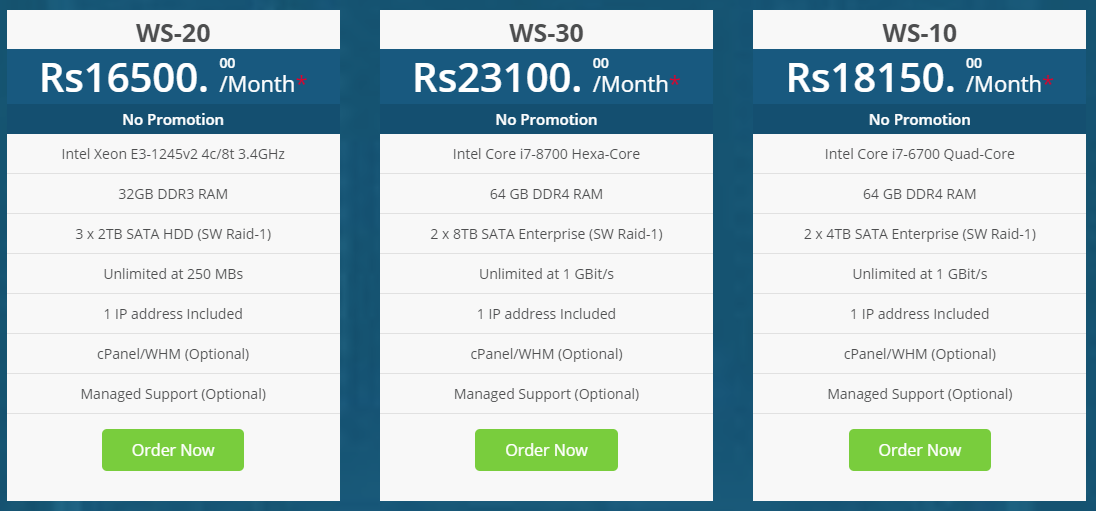 WS-20
Rs16500.00 /Month*
No Promotion
Intel Xeon E3-1245v2 4c/8t 3.4GHz
32GB DDR3 RAM
3 x 2TB SATA HDD (SW Raid-1)
Unlimited at 250 MBs
1 IP address Included
cPanel/WHM (Optional)
Managed Support (Optional)
Order Now
WS-30
Rs23100.00 /Month*
No Promotion
Intel Core i7-8700 Hexa-Core
64 GB DDR4 RAM
2 x 8TB SATA Enterprise (SW Raid-1)
Unlimited at 1 GBit/s
1 IP address Included
cPanel/WHM (Optional)
Managed Support (Optional)
Order Now
WS-10
Rs18150.00 /Month*
No Promotion
Intel Core i7-6700 Quad-Core
64 GB DDR4 RAM
2 x 4TB SATA Enterprise (SW Raid-1)
Unlimited at 1 GBit/s
1 IP address Included
cPanel/WHM (Optional)
Managed Support (Optional)
Order Now